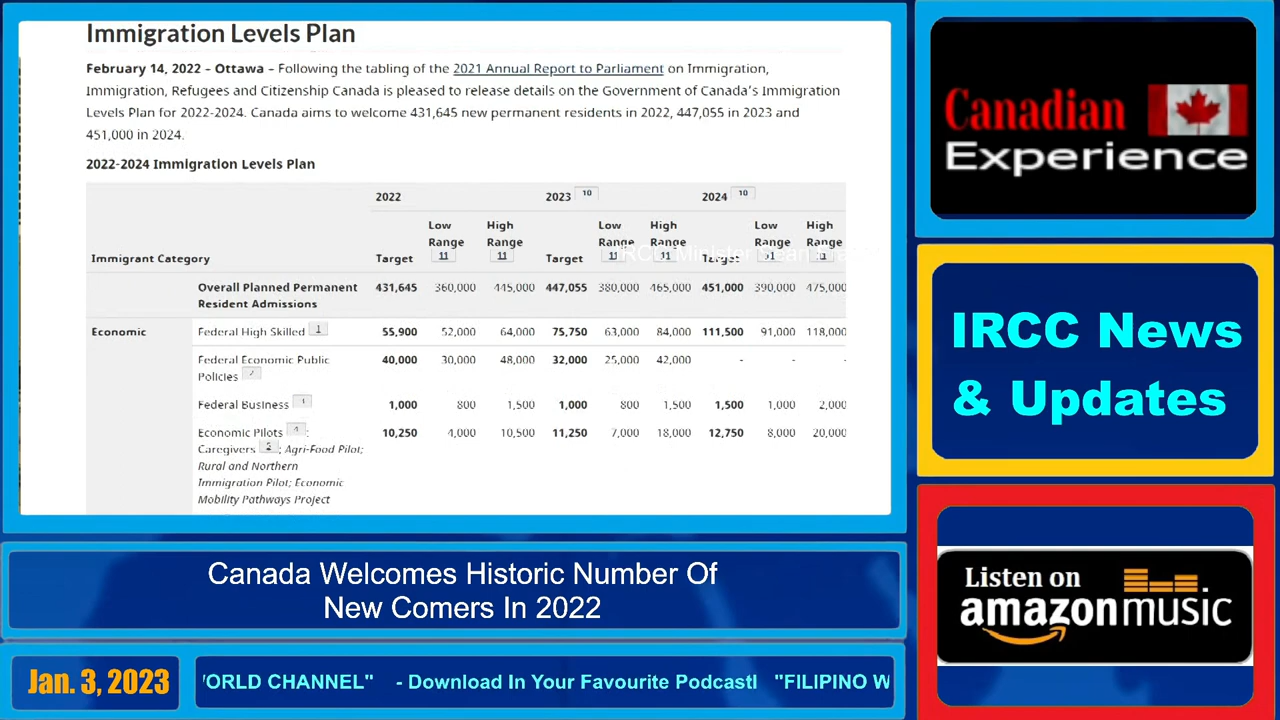 Immigration Levels Plan
February 14, 2022 – Ottawa – Following the tabling of the 2021 Annual Report to Parliament on Immigration,
Immigration, Refugees and Citizenship Canada is pleased to release details on the Government of Canada's Immigration
Levels Plan for 2022-2024. Canada aims to welcome 431,645 new permanent residents in 2022, 447,055 in 2023 and
451,000 in 2024.
2022-2024 Immigration Levels Plan
2022 2023 10 2024 10
Immigrant Category Target Low Range 11 High Range 11 Target Low Range 11 High Range 11 Target Low Range 11 High Range 11
Overall Planned Permanent 431,645 360,000 445,000 447,055 380,000 465,000 451,000 390,000 475,000
Resident Admissions
Economic Federal High Skilled 1 55,900 52,000 64,000 75,750 63,000 84,000 111,500 91,000 118,000
Federal Economic Public 40,000 30,000 48,000 32,000 25,000 42,000 - - -
Policies 2
Federal Business 3 1,000 800 1,500 1,000 800 1,500 1,500 1,000 2,000
Economic Pilots 4: 10,250 4,000 10,500 11,250 7,000 18,000 12,750 8,000 20,000
Caregivers 5; Agri-Food Pilot;
Rural and Northern
Immigration Pilot; Economic
Mobility Pathways Project
Canadian
Experience
IRCC News
& Updates
Listen on
amazon music
Canada Welcomes Historic Number Of
New Comers In 2022
Jan. 3, 2023
'ORLD CHANNEL" - Download In Your Favourite Podcast! "FILIPINO W